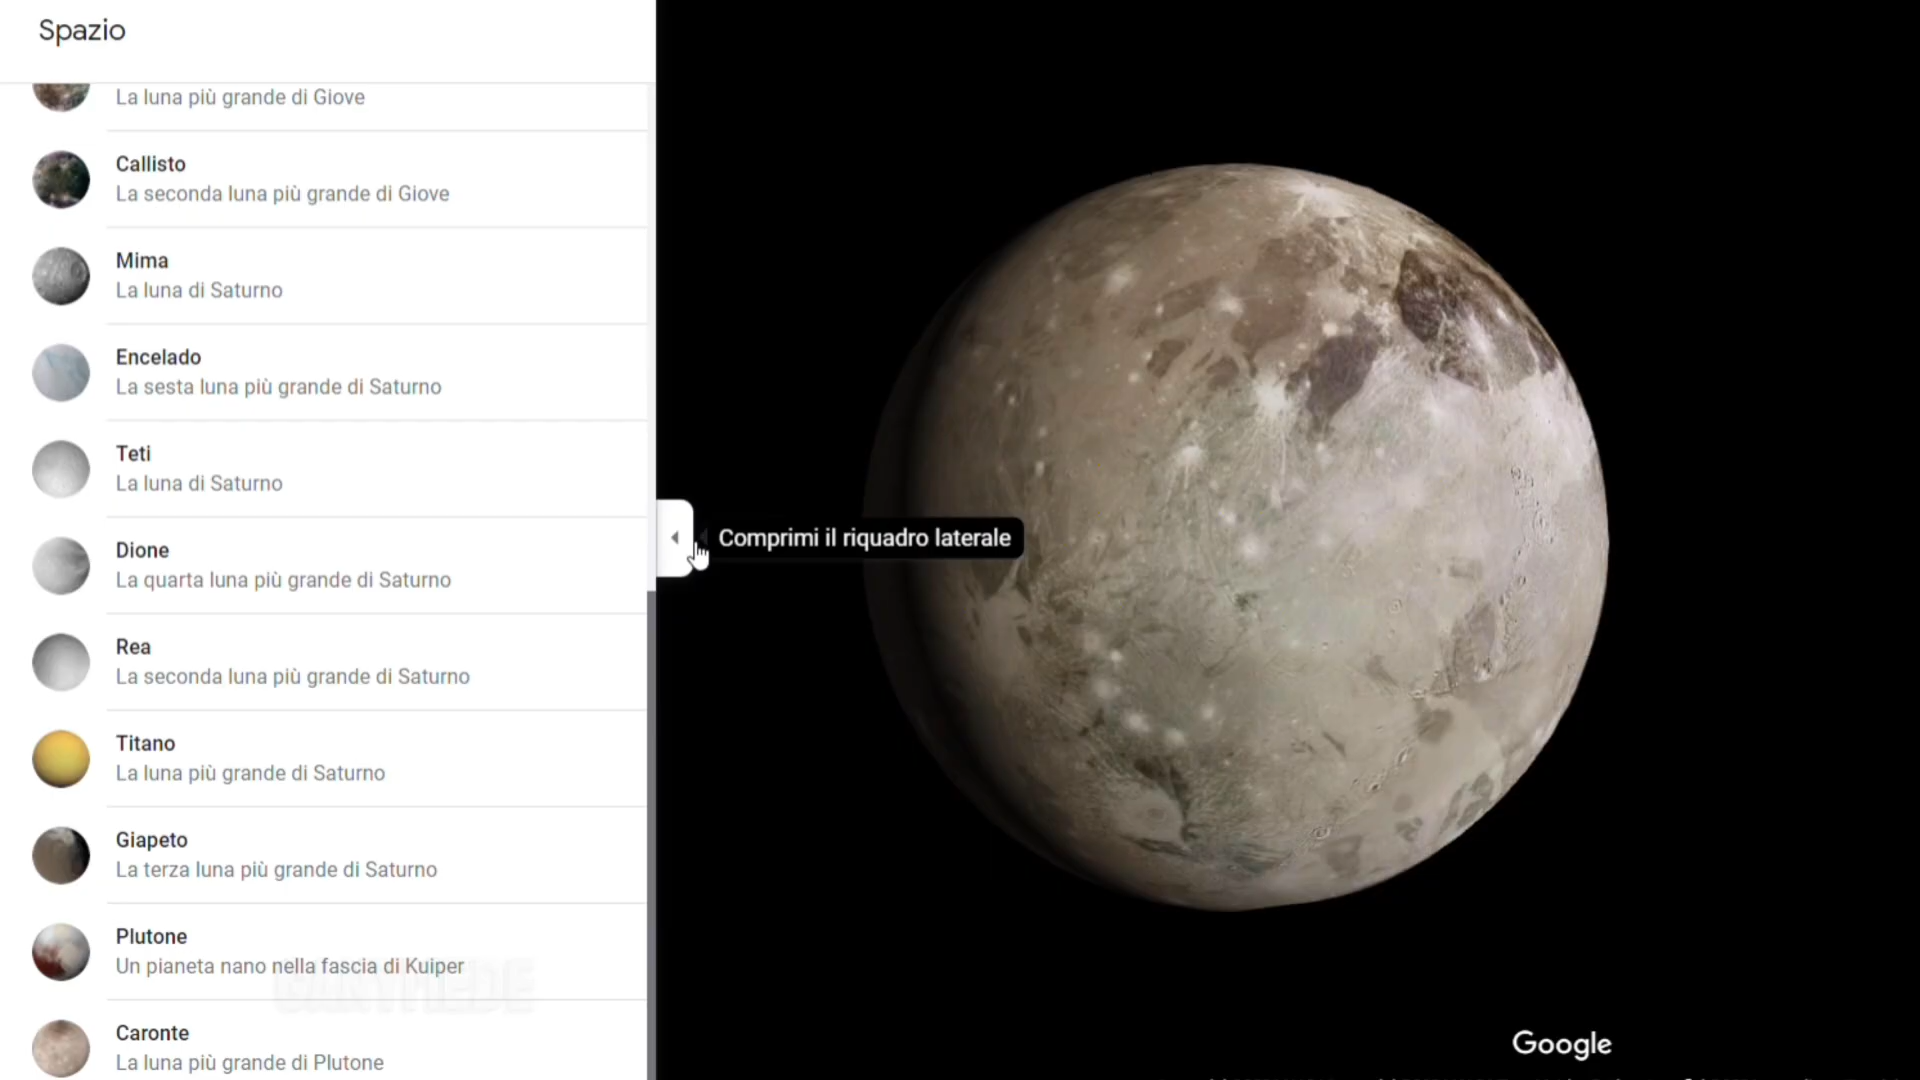 Spazio
La luna più grande di Giove
Callisto
La seconda luna più grande di Giove
Mima
La luna di Saturno
Encelado
La sesta luna più grande di Saturno
Teti
La luna di Saturno
Dione
La quarta luna più grande di Saturno
Rea
La seconda luna più grande di Saturno
Titano
La luna più grande di Saturno
Giapeto
La terza luna più grande di Saturno
Plutone
Un pianeta nano nella fascia di Kuiper
GANYMEDE
Caronte
La luna più grande di Plutone
Comprimi il riquadro laterale
Google